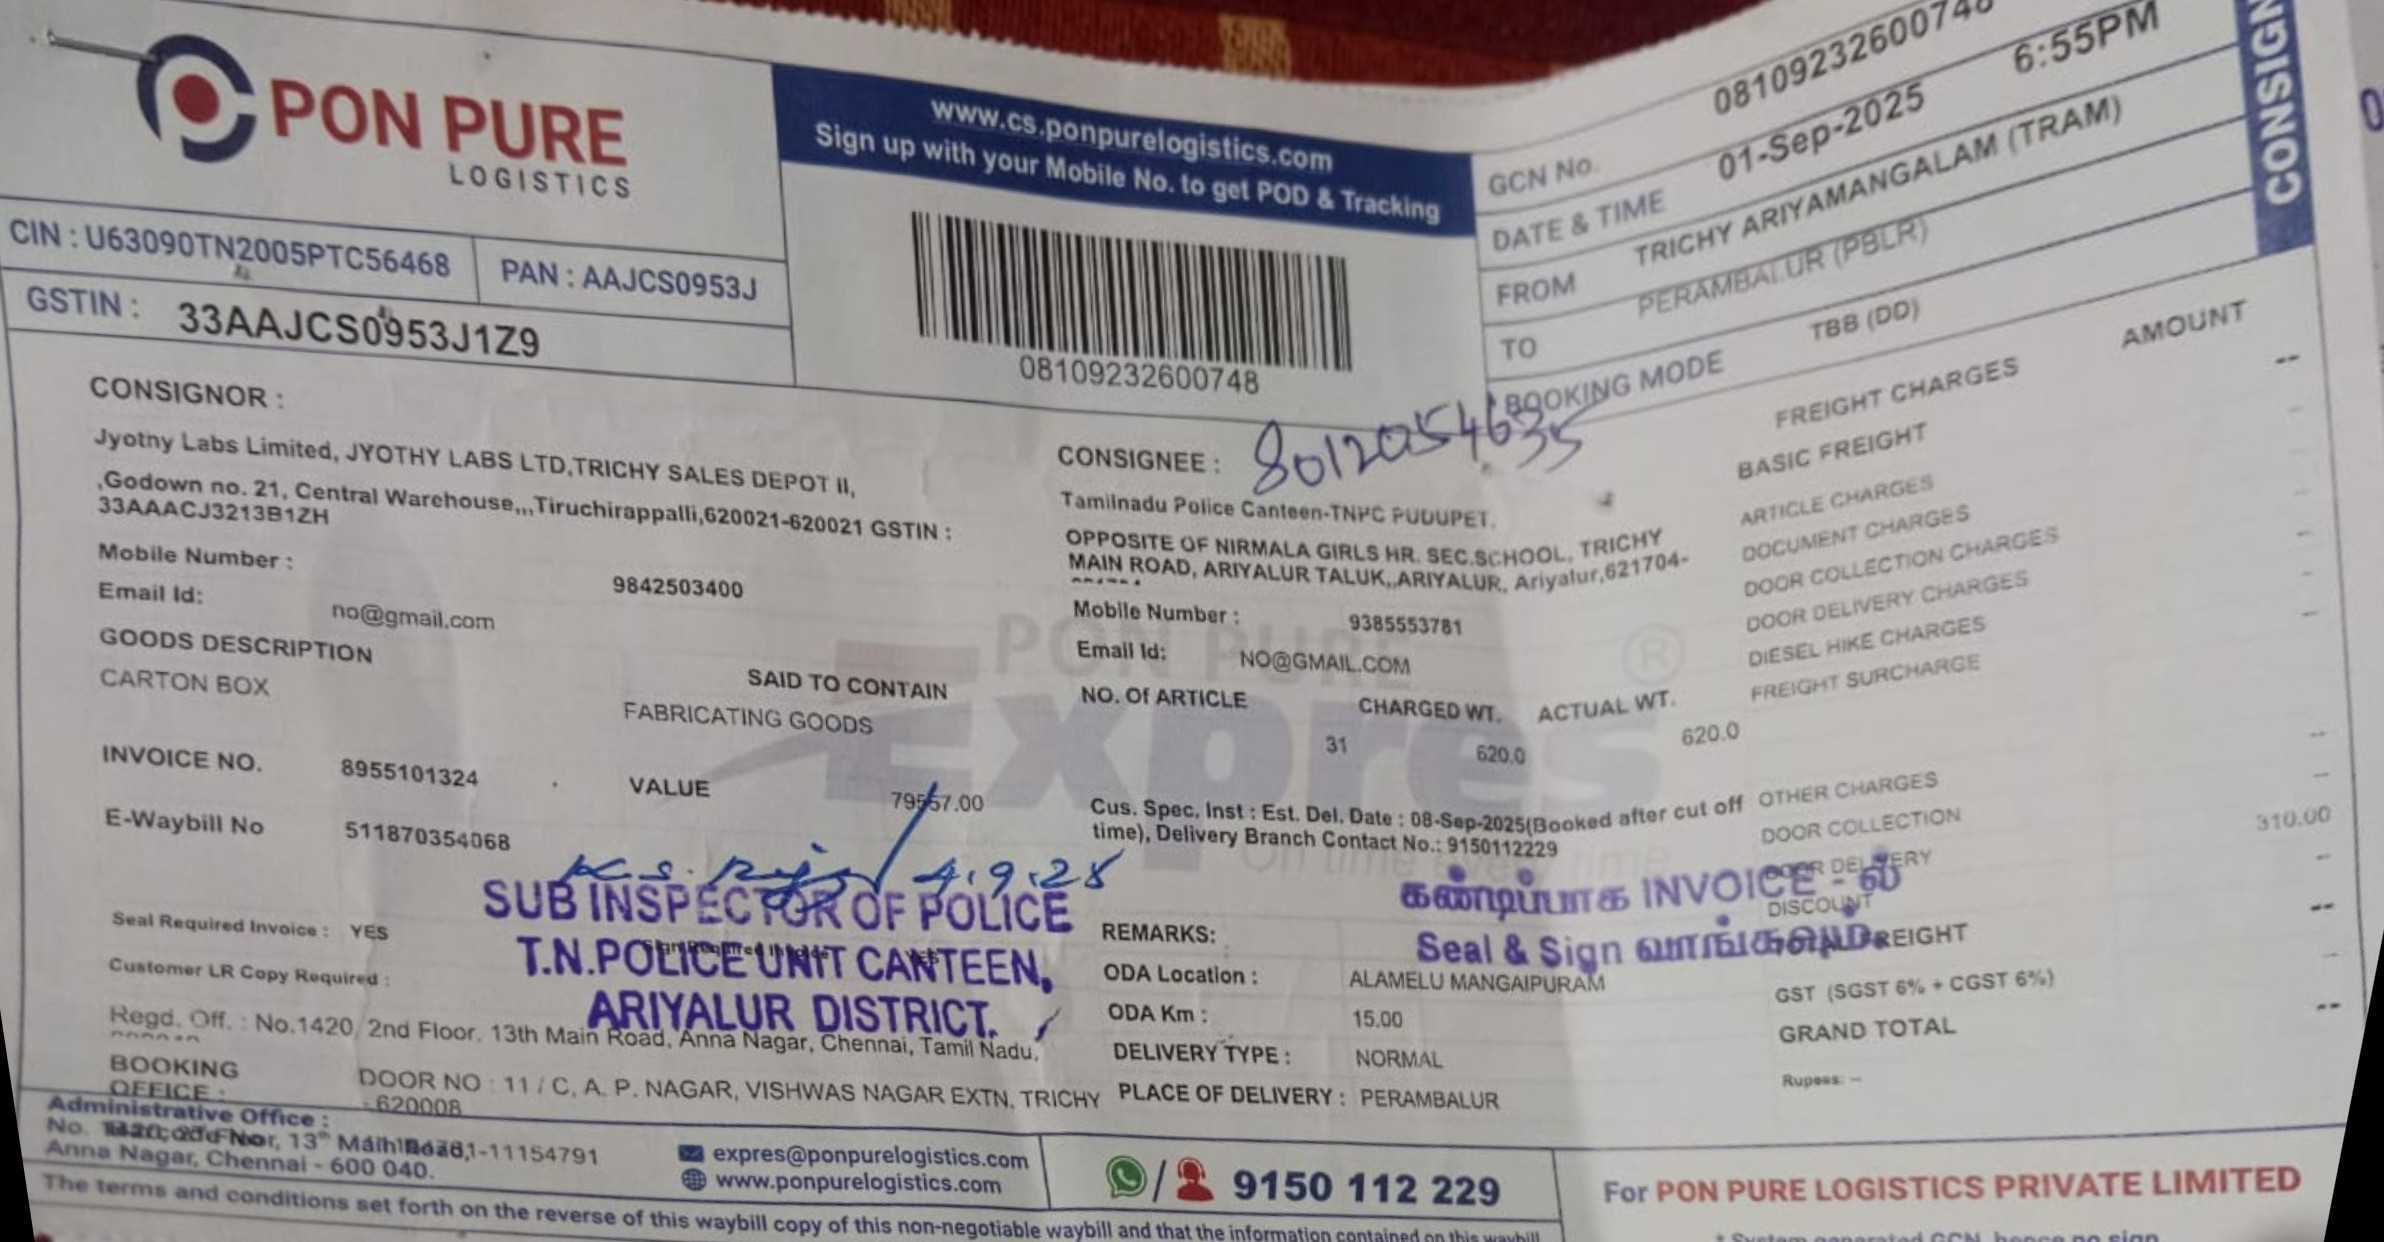 PON PURE
LOGISTICS
CIN : U63090TN2005PTC56468
PAN : AAJCS0953J
GSTIN : 33AAJCS0953J1Z9
www.cs.ponpurelogistics.com
Sign up with your Mobile No. to get POD & Tracking
08109232600748
GCN No. 08109232600748
DATE & TIME 01-Sep-2025 6:55PM
FROM TRICHY ARIYAMANGALAM (TRAM)
TO PERAMBALUR (PBLR)
BOOKING MODE TBB (DD)
CONSIGN
CONSIGNOR :
Jyotny Labs Limited, JYOTHY LABS LTD,TRICHY SALES DEPOT II,
,Godown no. 21, Central Warehouse,,,Tiruchirappalli,620021-620021 GSTIN :
33AAACJ3213B1ZH
Mobile Number : 9842503400
Email Id: no@gmail.com
CONSIGNEE : 8012054635
Tamilnadu Police Canteen-TNPC PUDUPET,
OPPOSITE OF NIRMALA GIRLS HR. SEC.SCHOOL, TRICHY
MAIN ROAD, ARIYALUR TALUK,,ARIYALUR, Ariyalur,621704-
Mobile Number : 9385553781
Email Id: NO@GMAIL.COM
GOODS DESCRIPTION SAID TO CONTAIN
CARTON BOX FABRICATING GOODS
NO. Of ARTICLE CHARGED WT. ACTUAL WT.
31 620.0 620.0
INVOICE NO. 8955101324 VALUE 79557.00
E-Waybill No 511870354068
Cus. Spec. Inst : Est. Del. Date : 08-Sep-2025(Booked after cut off
time), Delivery Branch Contact No.: 9150112229
PON PURE
Expres ®
FREIGHT CHARGES AMOUNT
BASIC FREIGHT --
ARTICLE CHARGES --
DOCUMENT CHARGES --
DOOR COLLECTION CHARGES --
DOOR DELIVERY CHARGES --
DIESEL HIKE CHARGES --
FREIGHT SURCHARGE
OTHER CHARGES --
DOOR COLLECTION --
DOOR DELIVERY 310.00
DISCOUNT --
TOTAL FREIGHT --
GST (SGST 6% + CGST 6%) --
GRAND TOTAL --
Rupees: --
SUB INSPECTOR OF POLICE
T.N.POLICE UNIT CANTEEN,
ARIYALUR DISTRICT.
கண்டிப்பாக INVOICE - ல்
Seal & Sign வாங்கவும்
Seal Required Invoice : YES
Customer LR Copy Required :
REMARKS:
ODA Location : ALAMELU MANGAIPURAM
ODA Km : 15.00
DELIVERY TYPE : NORMAL
PLACE OF DELIVERY : PERAMBALUR
Regd. Off. : No.1420, 2nd Floor, 13th Main Road, Anna Nagar, Chennai, Tamil Nadu,
BOOKING
OFFICE : DOOR NO : 11 / C, A. P. NAGAR, VISHWAS NAGAR EXTN, TRICHY
- 620008
Administrative Office :
Anna Nagar, Chennai - 600 040.
expres@ponpurelogistics.com
www.ponpurelogistics.com
/ 9150 112 229
For PON PURE LOGISTICS PRIVATE LIMITED
The terms and conditions set forth on the reverse of this waybill copy of this non-negotiable waybill and that the information contained on this waybill